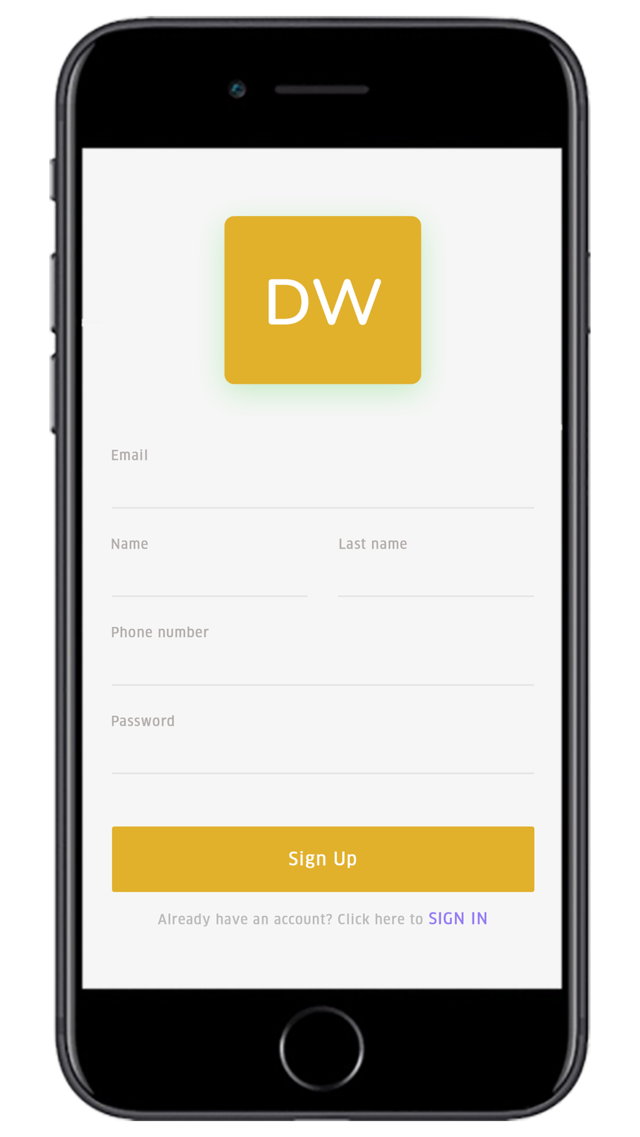 DW
Email
Name Last name
Phone number
Password
Sign Up
Already have an account? Click here to SIGN IN